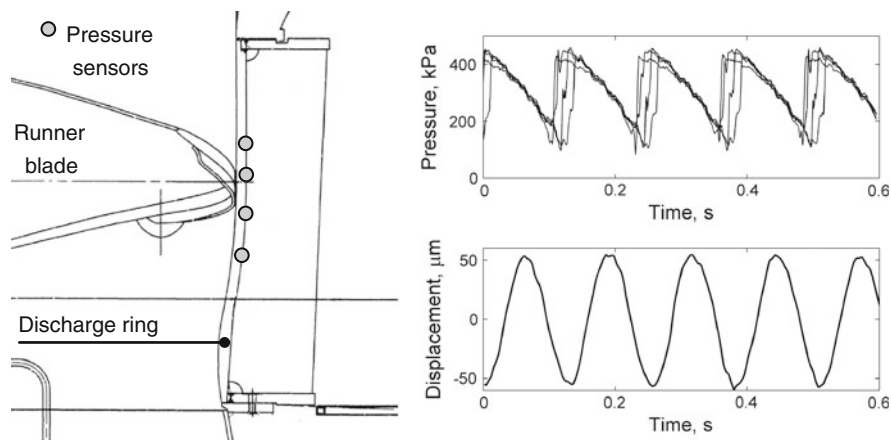 Pressure
sensors
Runner
blade
Discharge ring
Pressure, kPa
400
200
0
0
0.2
0.4
0.6
Time, s
Displacement, μm
50
0
-50
0
0.2
0.4
0.6
Time, s